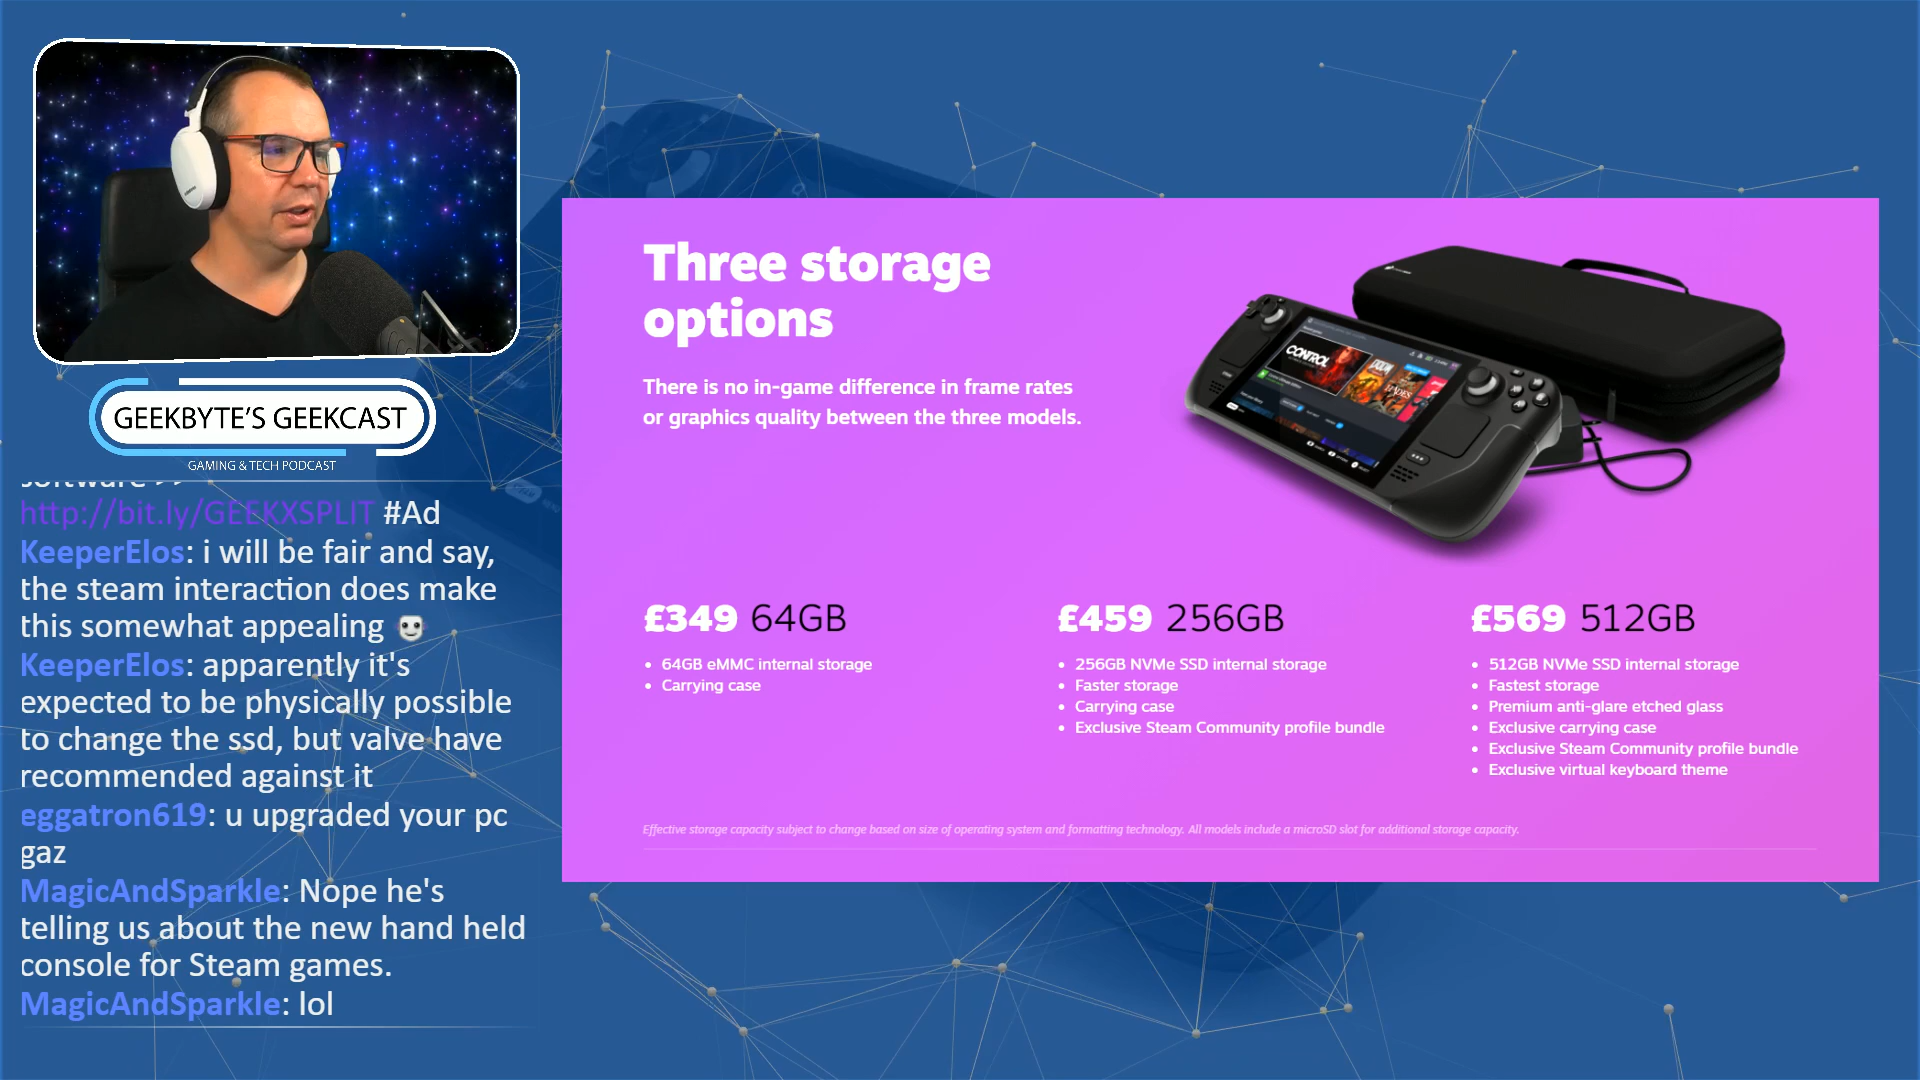 GEEKBYTE'S GEEKCAST
GAMING & TECH PODCAST
software >>
http://bit.ly/GEEKXSPLIT #Ad
KeeperElos: i will be fair and say,
the steam interaction does make
this somewhat appealing
KeeperElos: apparently it's
expected to be physically possible
to change the ssd, but valve have
recommended against it
eggatron619: u upgraded your pc
gaz
MagicAndSparkle: Nope he's
telling us about the new hand held
console for Steam games.
MagicAndSparkle: lol
Three storage
options
There is no in-game difference in frame rates
or graphics quality between the three models.
CONTROL
DOOM
HADES
£349 64GB
• 64GB eMMC internal storage
• Carrying case
£459 256GB
• 256GB NVMe SSD internal storage
• Faster storage
• Carrying case
• Exclusive Steam Community profile bundle
£569 512GB
• 512GB NVMe SSD internal storage
• Fastest storage
• Premium anti-glare etched glass
• Exclusive carrying case
• Exclusive Steam Community profile bundle
• Exclusive virtual keyboard theme
Effective storage capacity subject to change based on size of operating system and formatting technology. All models include a microSD slot for additional storage capacity.